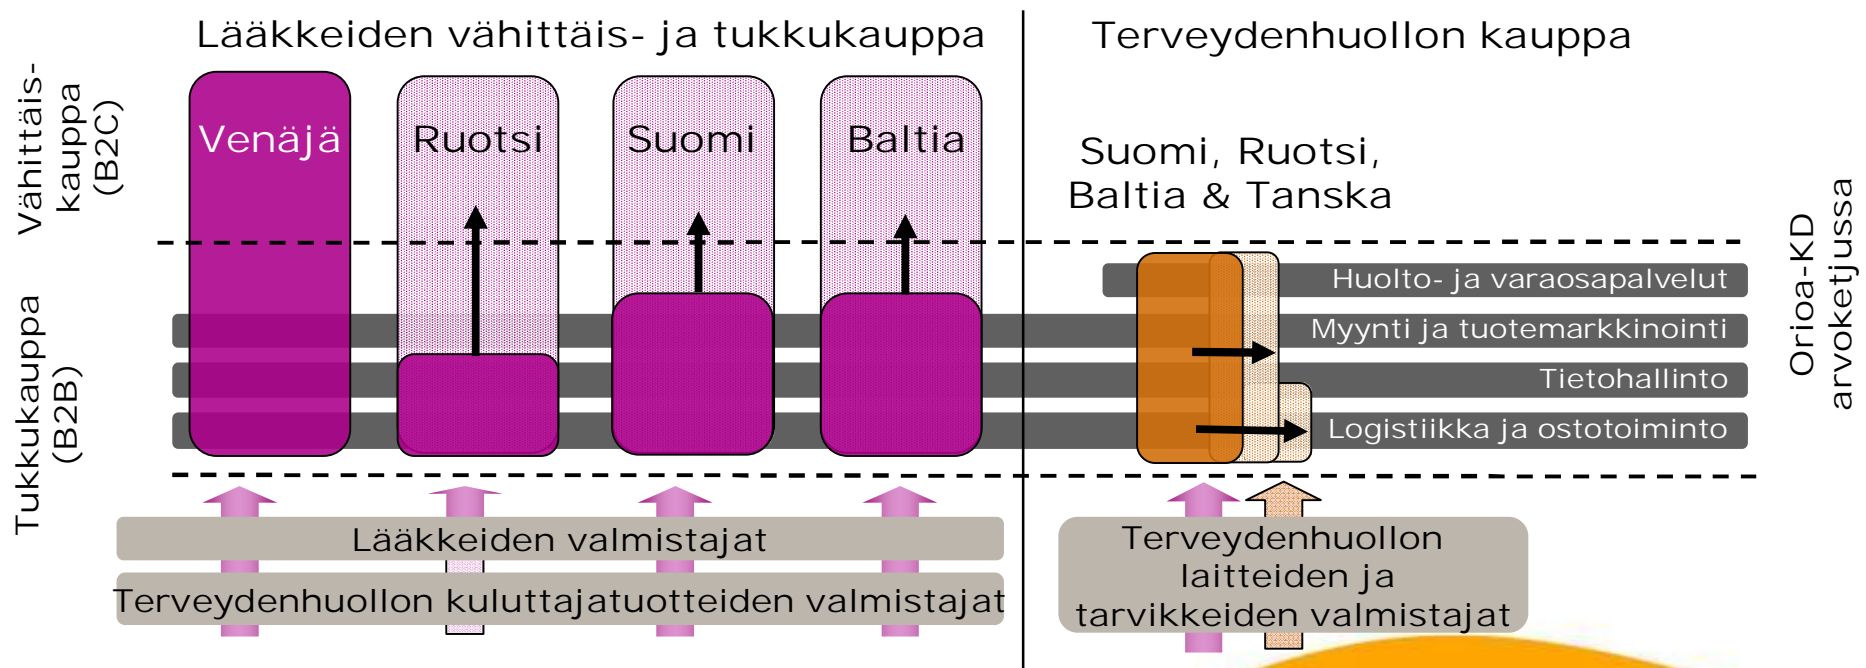 Lääkkeiden vähittäis- ja tukkukauppa
Terveydenhuollon kauppa
Vähittäis-
kauppa
(B2C)
Venäjä
Ruotsi
Suomi
Baltia
Suomi, Ruotsi,
Baltia & Tanska
Tukkukauppa
(B2B)
Huolto- ja varaosapalvelut
Myynti ja tuotemarkkinointi
Tietohallinto
Logistiikka ja ostotoiminto
Orioa-KD
arvoketjussa
Lääkkeiden valmistajat
Terveydenhuollon kuluttajatuotteiden valmistajat
Terveydenhuollon
laitteiden ja
tarvikkeiden valmistajat